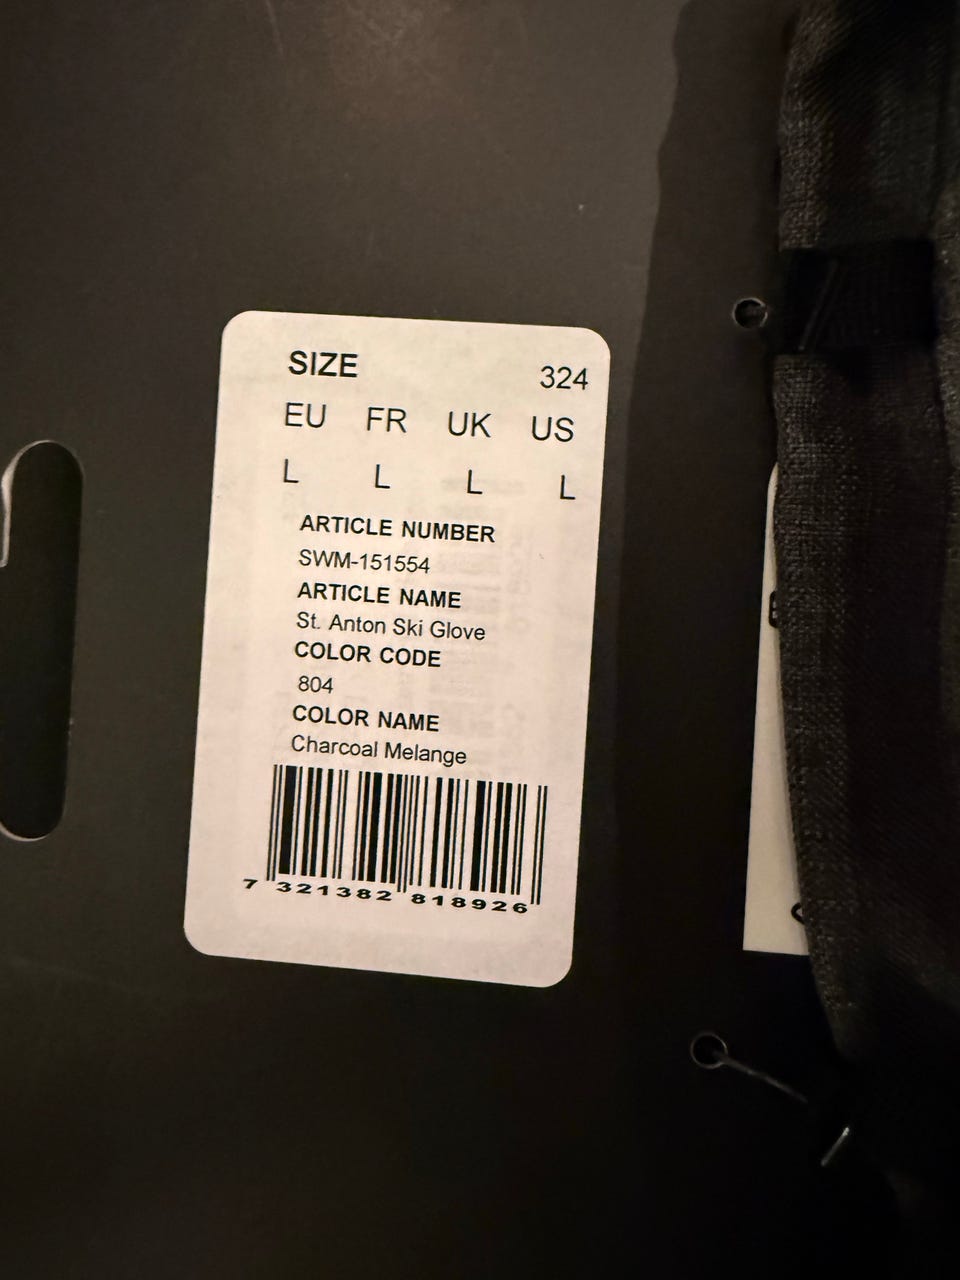 SIZE 324
EU FR UK US
L L L L
ARTICLE NUMBER
SWM-151554
ARTICLE NAME
St. Anton Ski Glove
COLOR CODE
804
COLOR NAME
Charcoal Melange
7 321382 818926